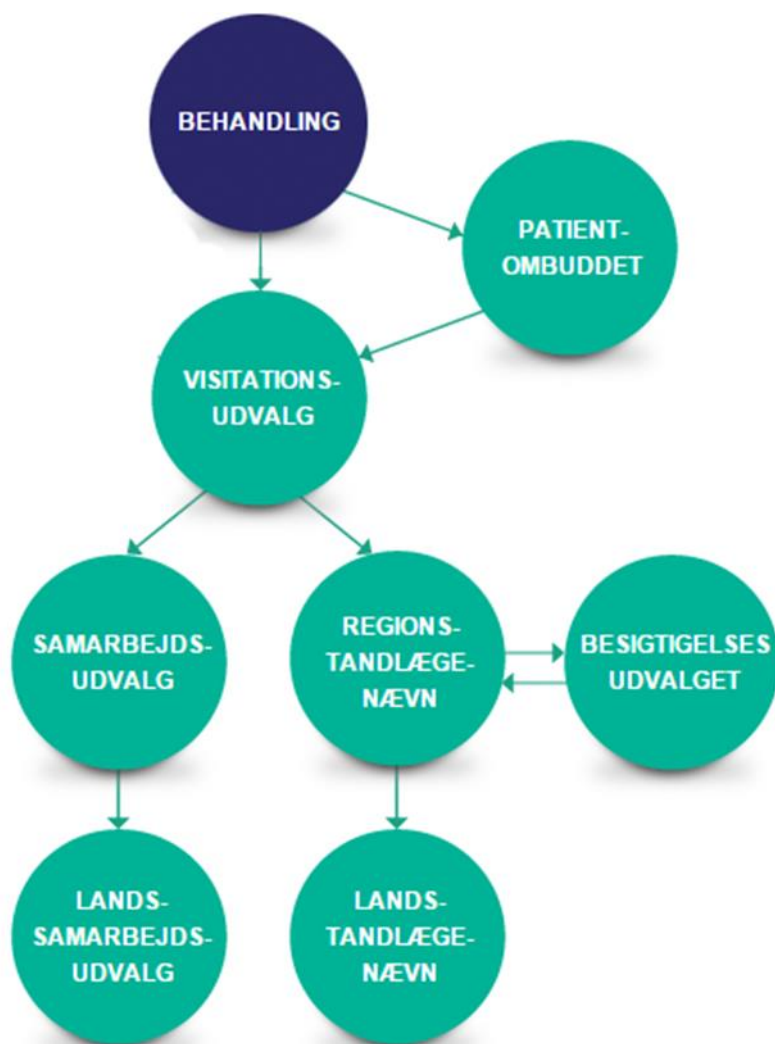 BEHANDLING
PATIENT-
OMBUDDET
VISITATIONS-
UDVALG
SAMARBEJDS-
UDVALG
REGIONS-
TANDLÆGE-
NÆVN
BESIGTIGELSES
UDVALGET
LANDS-
SAMARBEJDS-
UDVALG
LANDS-
TANDLÆGE-
NÆVN